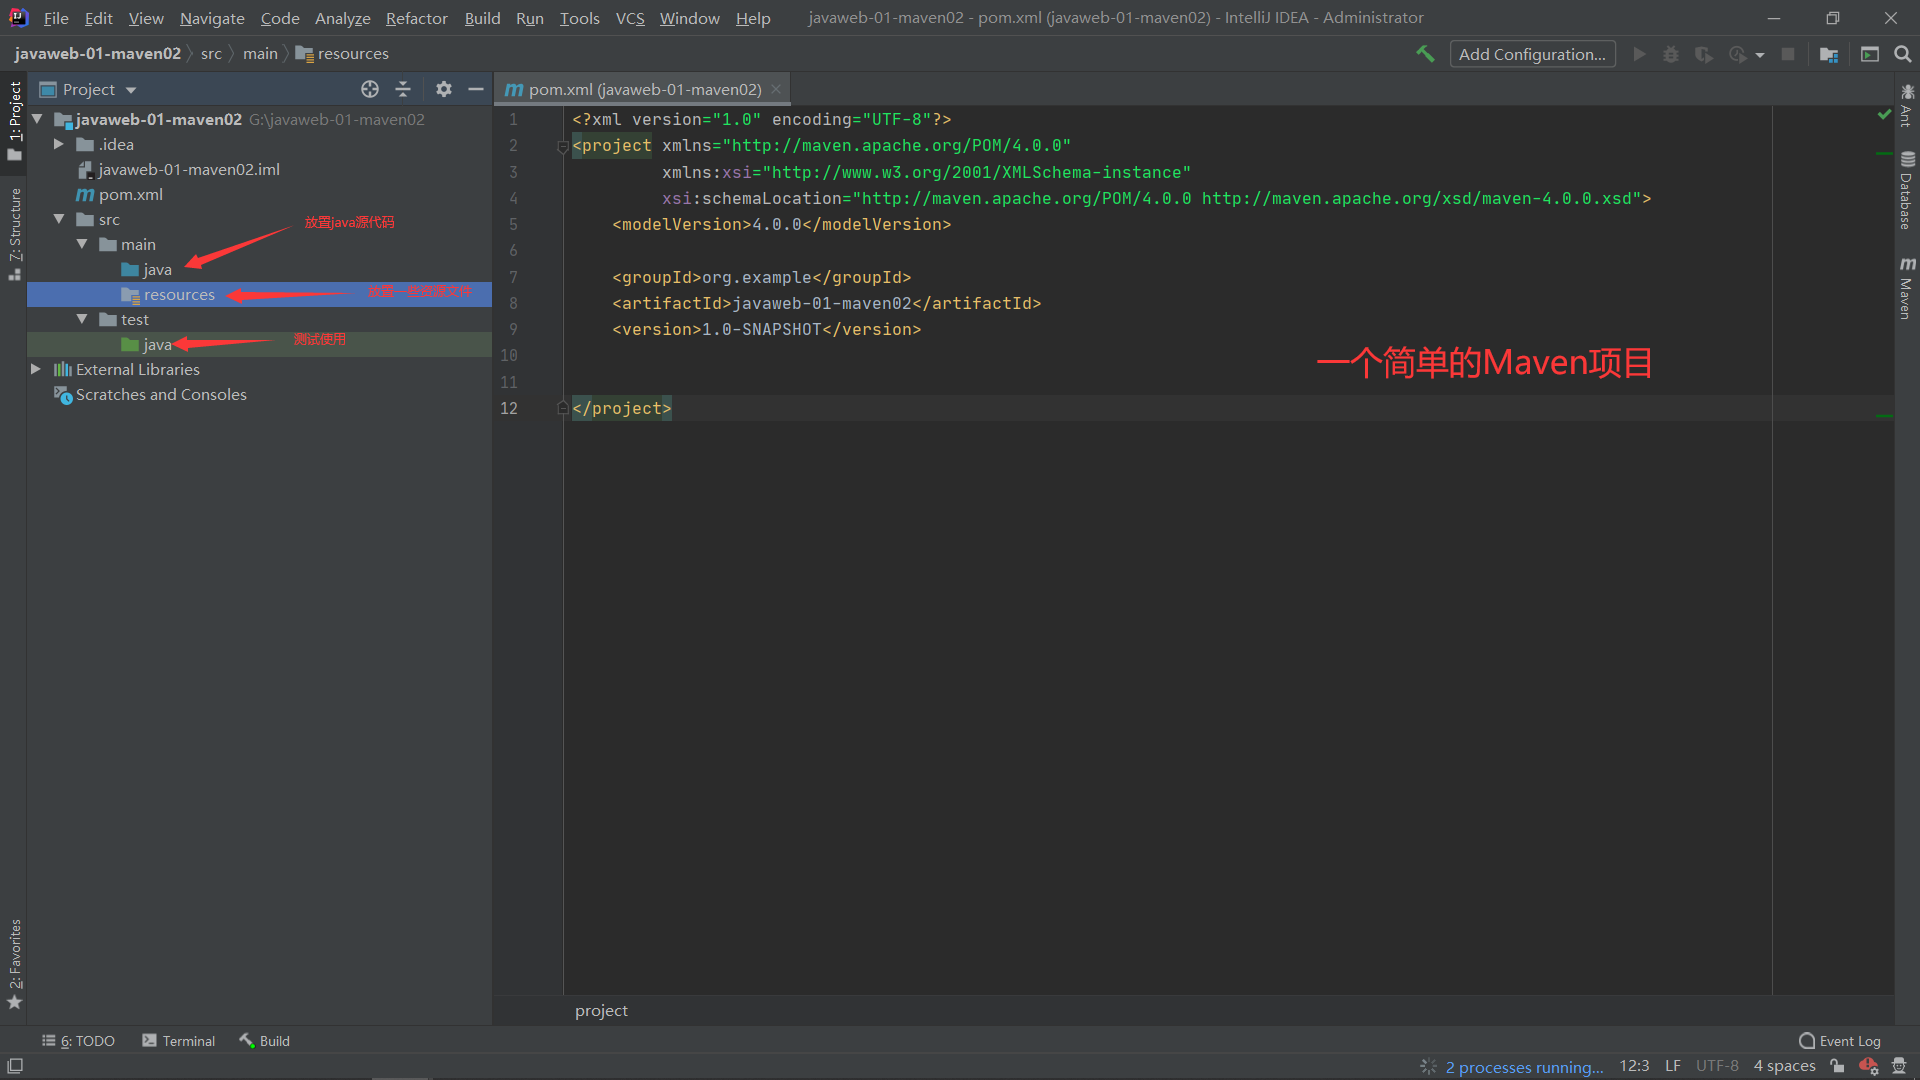 File Edit View Navigate Code Analyze Refactor Build Run Tools VCS Window Help javaweb-01-maven02 - pom.xml (javaweb-01-maven02) - IntelliJ IDEA - Administrator
javaweb-01-maven02 src main resources Add Configuration...
Project pom.xml (javaweb-01-maven02)
1: Project
7: Structure
2: Favorites
javaweb-01-maven02 G:\javaweb-01-maven02
.idea
javaweb-01-maven02.iml
pom.xml
src
放置java源代码
main
java
resources
test
测试使用
java
External Libraries
Scratches and Consoles
1 <?xml version="1.0" encoding="UTF-8"?>
2 <project xmlns="http://maven.apache.org/POM/4.0.0"
3 xmlns:xsi="http://www.w3.org/2001/XMLSchema-instance"
4 xsi:schemaLocation="http://maven.apache.org/POM/4.0.0 http://maven.apache.org/xsd/maven-4.0.0.xsd">
5 <modelVersion>4.0.0</modelVersion>
6
7 <groupId>org.example</groupId>
8 <artifactId>javaweb-01-maven02</artifactId>
9 <version>1.0-SNAPSHOT</version>
10
11
12 </project>
一个简单的Maven项目
Ant
Database
m Maven
project
6: TODO Terminal Build Event Log
2 processes running... 12:3 LF UTF-8 4 spaces